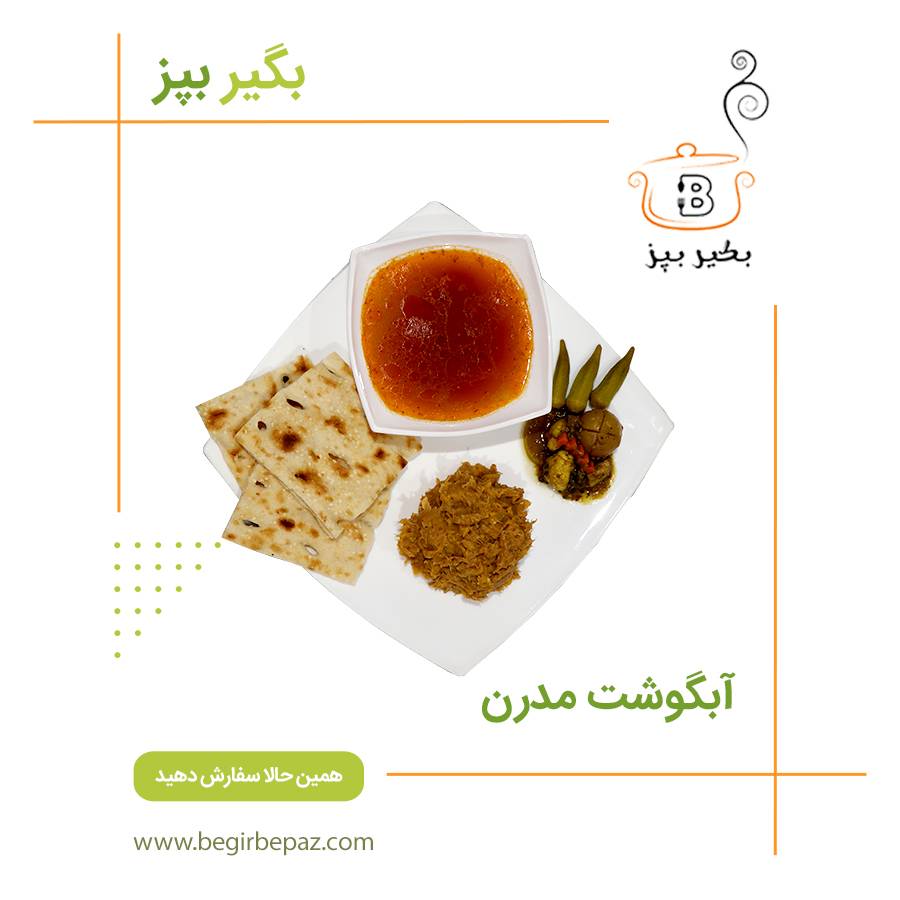 بگیر بپز
B
بگیر بپز
آبگوشت مدرن
همین حالا سفارش دهید
www.begirbepaz.com